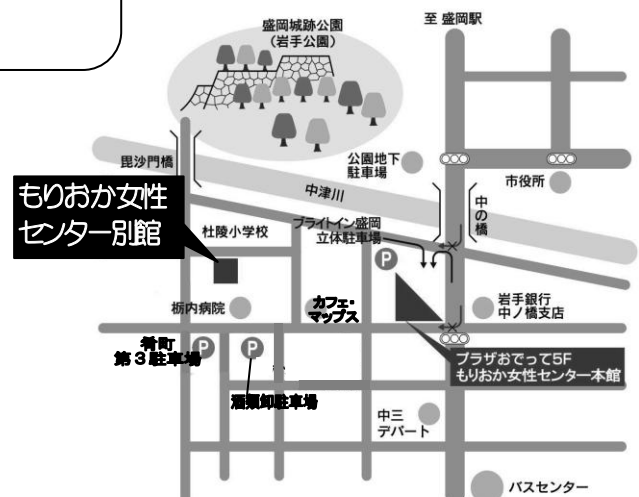 盛岡城跡公園
（岩手公園）
至 盛岡駅
毘沙門橋
公園地下
駐車場
市役所
中津川
中の橋
もりおか女性
センター別館
杜陵小学校
ブライトイン盛岡
立体駐車場
P
栃内病院
カフェ・
マップス
岩手銀行
中ノ橋支店
肴町
第３駐車場
P
P
酒類卸駐車場
プラザおでって5F
もりおか女性センター本館
中三
デパート
バスセンター